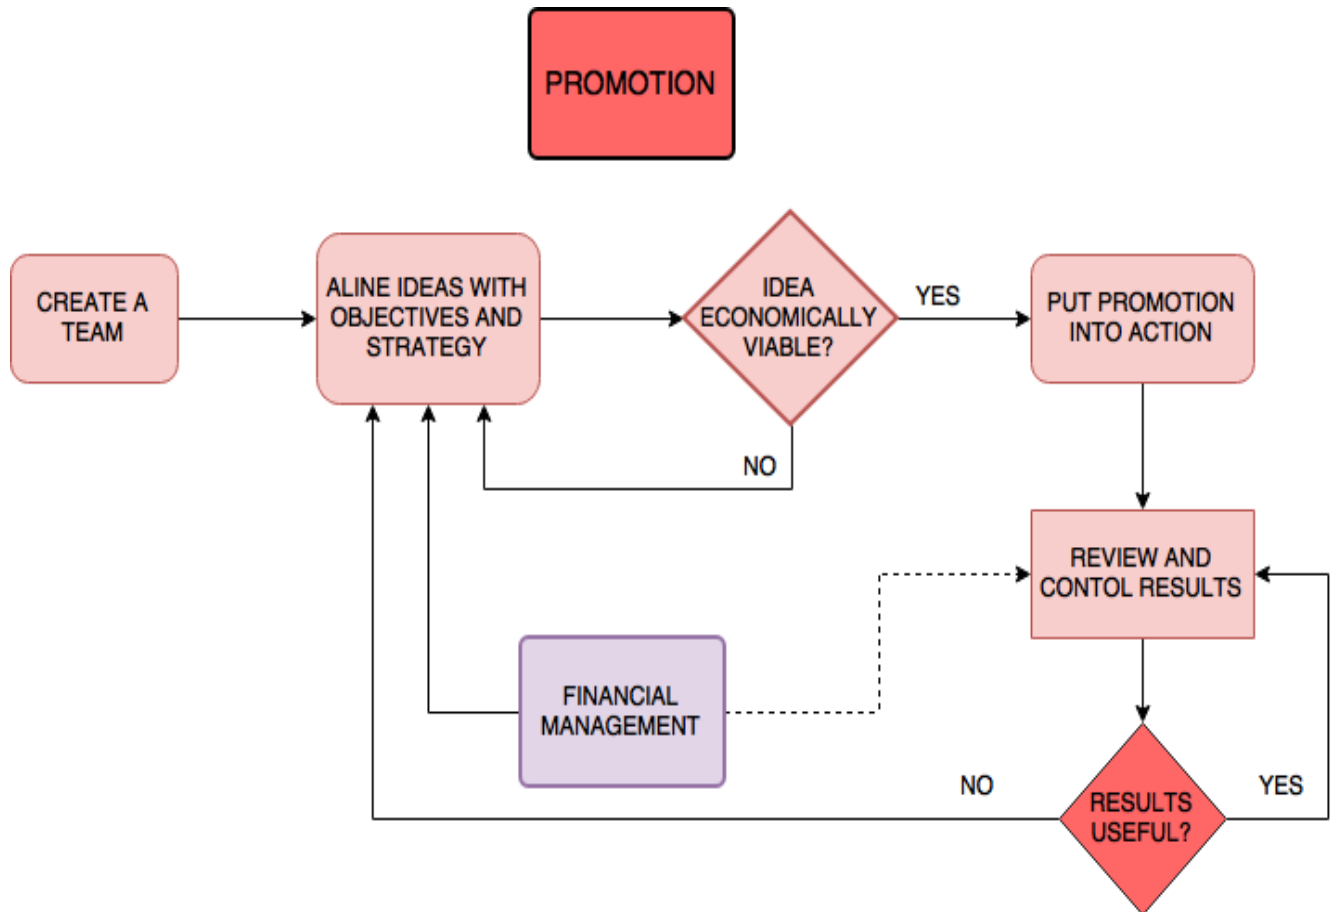 PROMOTION
CREATE A
TEAM
ALINE IDEAS WITH
OBJECTIVES AND
STRATEGY
IDEA
ECONOMICALLY
VIABLE?
YES
PUT PROMOTION
INTO ACTION
NO
REVIEW AND
CONTOL RESULTS
FINANCIAL
MANAGEMENT
NO
YES
RESULTS
USEFUL?